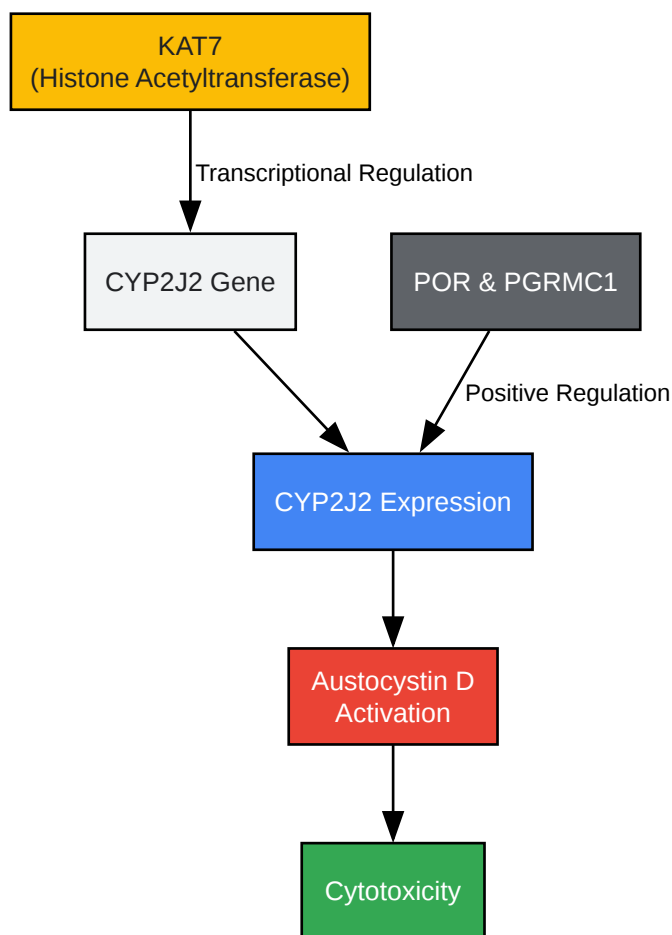 KAT7
(Histone Acetyltransferase)
Transcriptional Regulation
CYP2J2 Gene
POR & PGRMC1
Positive Regulation
CYP2J2 Expression
Austocystin D
Activation
Cytotoxicity